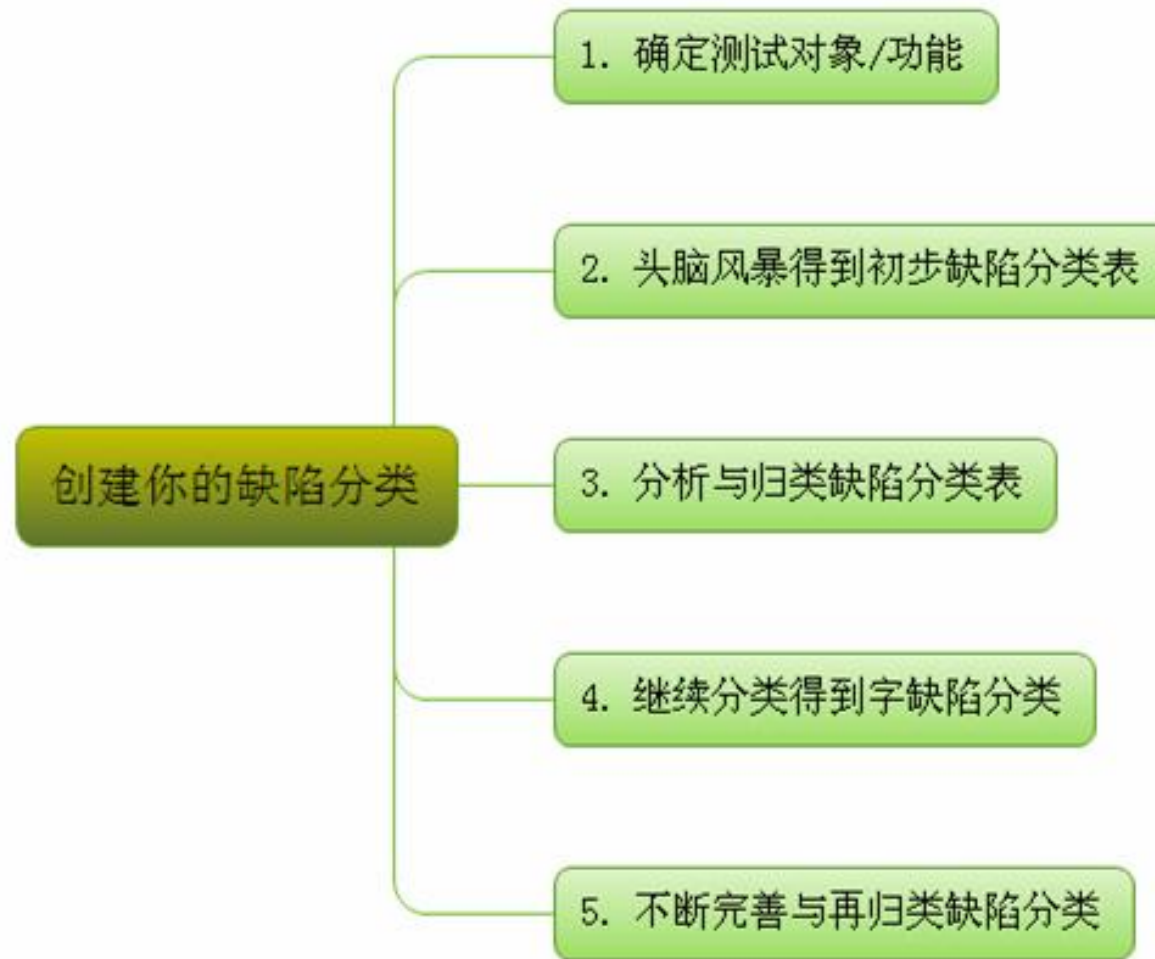 创建你的缺陷分类
1. 确定测试对象/功能
2. 头脑风暴得到初步缺陷分类表
3. 分析与归类缺陷分类表
4. 继续分类得到字缺陷分类
5. 不断完善与再归类缺陷分类